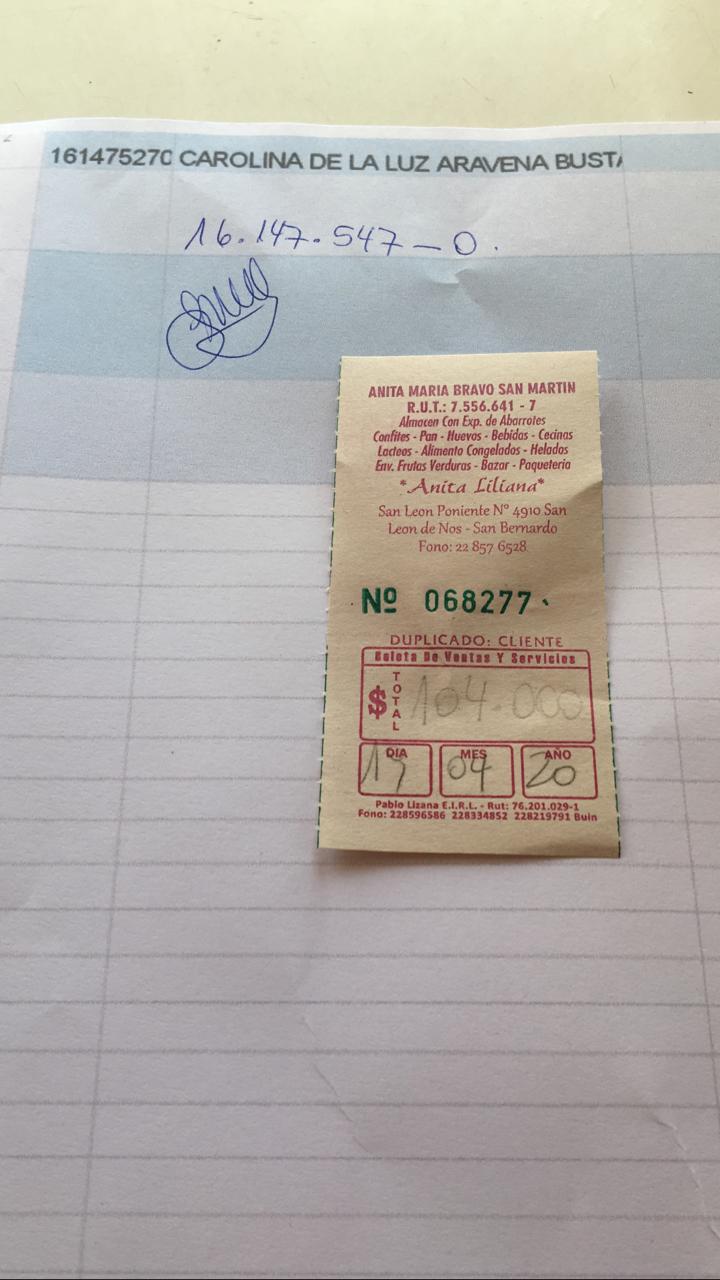 161475270 CAROLINA DE LA LUZ ARAVENA BUSTA
16.147.547-0.
ANITA MARIA BRAVO SAN MARTIN
R.U.T.: 7.556.641 - 7
Almacen Con Exp. de Abarrotes
Confites - Pan - Huevos - Bebidas - Cecinas
Lacteos - Alimento Congelados - Helados
Env. Frutas Verduras - Bazar - Paqueteria
*Anita Liliana*
San Leon Poniente Nº 4910 San
Leon de Nos - San Bernardo
Fono: 22 857 6528
Nº 068277
DUPLICADO: CLIENTE
Boleta De Ventas Y Servicios
$ TOTAL 104.000
DIA MES AÑO
04 20
Pablo Lizana E.I.R.L. - Rut: 76.201.029-1
Fono: 228596586 228334852 228219791 Buin